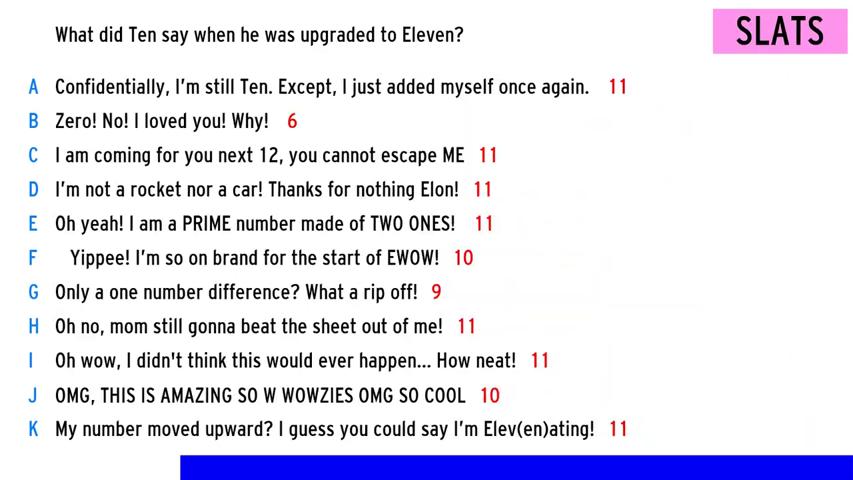 What did Ten say when he was upgraded to Eleven?
SLATS
A Confidentially, I'm still Ten. Except, I just added myself once again. 11
B Zero! No! I loved you! Why! 6
C I am coming for you next 12, you cannot escape ME 11
D I'm not a rocket nor a car! Thanks for nothing Elon! 11
E Oh yeah! I am a PRIME number made of TWO ONES! 11
F Yippee! I'm so on brand for the start of EWOW! 10
G Only a one number difference? What a rip off! 9
H Oh no, mom still gonna beat the sheet out of me! 11
I Oh wow, I didn't think this would ever happen... How neat! 11
J OMG, THIS IS AMAZING SO W WOWZIES OMG SO COOL 10
K My number moved upward? I guess you could say I'm Elev(en)ating! 11